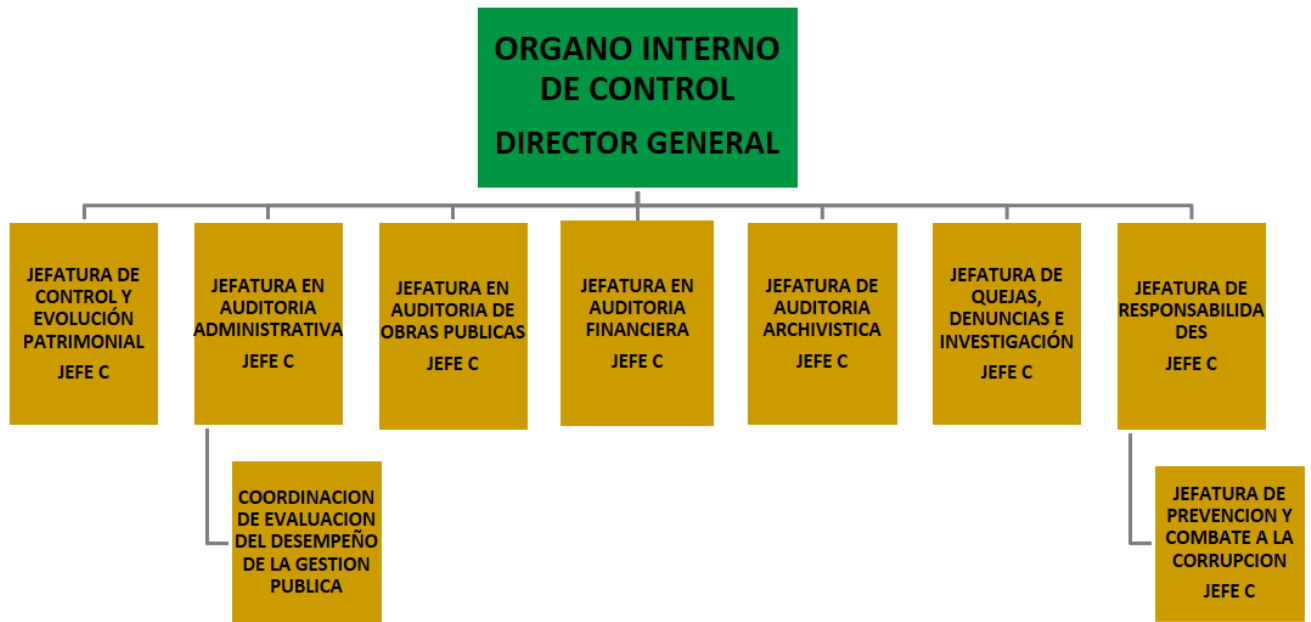 ORGANO INTERNO
DE CONTROL
DIRECTOR GENERAL
JEFATURA DE
CONTROL Y
EVOLUCIÓN
PATRIMONIAL
JEFE C
JEFATURA EN
AUDITORIA
ADMINISTRATIVA
JEFE C
JEFATURA EN
AUDITORIA DE
OBRAS PUBLICAS
JEFE C
JEFATURA EN
AUDITORIA
FINANCIERA
JEFE C
JEFATURA DE
AUDITORIA
ARCHIVISTICA
JEFE C
JEFATURA DE
QUEJAS,
DENUNCIAS E
INVESTIGACIÓN
JEFE C
JEFATURA DE
RESPONSABILIDA
DES
JEFE C
COORDINACION
DE EVALUACION
DEL DESEMPEÑO
DE LA GESTION
PUBLICA
JEFATURA DE
PREVENCION Y
COMBATE A LA
CORRUPCION
JEFE C